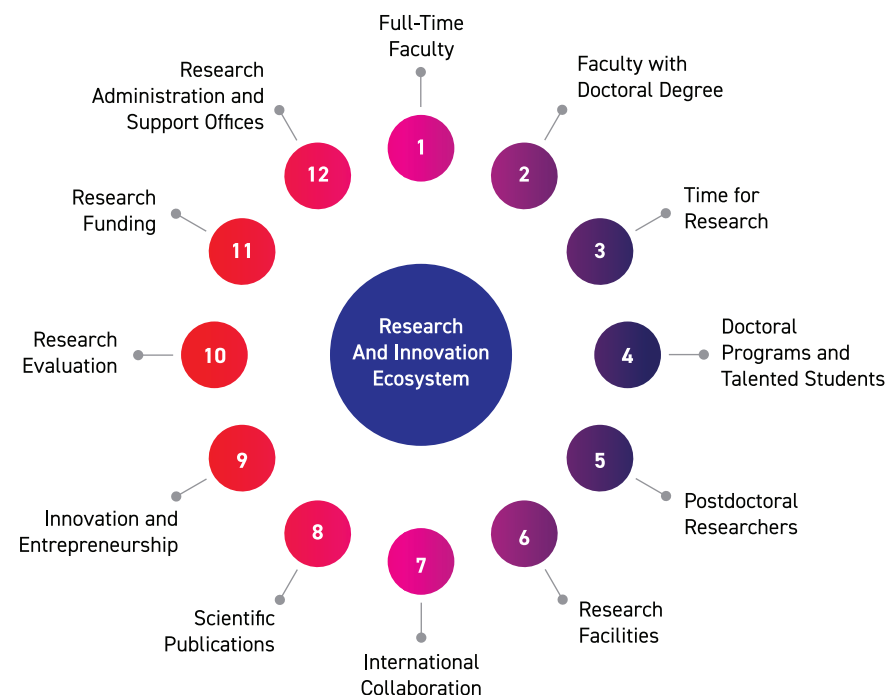 Full-Time
Faculty
1
Faculty with
Doctoral Degree
2
Time for
Research
3
Doctoral
Programs and
Talented Students
4
Postdoctoral
Researchers
5
Research
Facilities
6
International
Collaboration
7
Scientific
Publications
8
Innovation and
Entrepreneurship
9
Research
Evaluation
10
Research
Funding
11
Research
Administration and
Support Offices
12
Research
And Innovation
Ecosystem